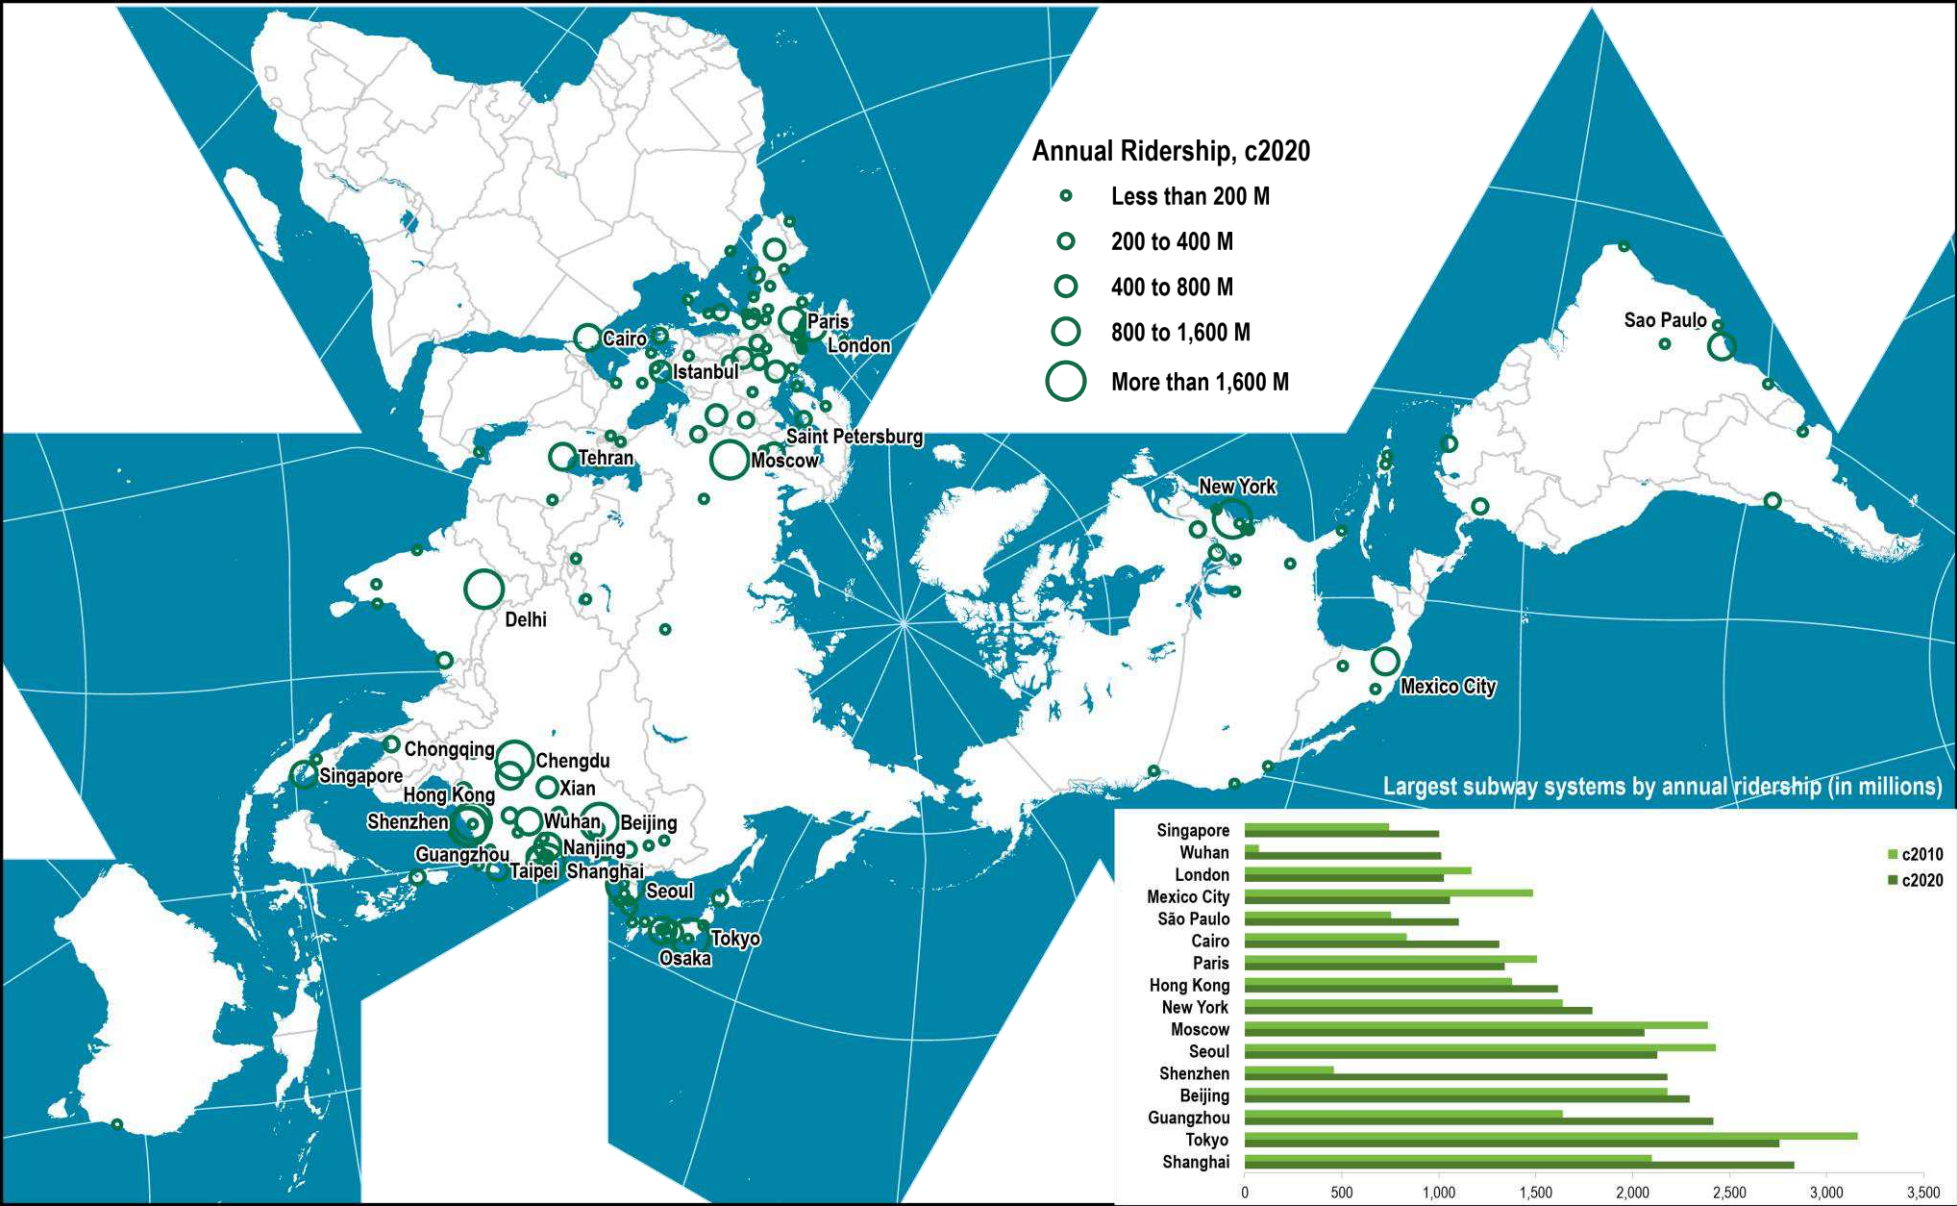 Annual Ridership, c2020
Less than 200 M
200 to 400 M
400 to 800 M
800 to 1,600 M
More than 1,600 M
Paris
London
Cairo
Istanbul
Saint Petersburg
Moscow
Tehran
Sao Paulo
New York
Delhi
Mexico City
Chongqing
Chengdu
Singapore
Xian
Hong Kong
Shenzhen
Wuhan
Beijing
Guangzhou
Nanjing
Taipei
Shanghai
Seoul
Tokyo
Osaka
Largest subway systems by annual ridership (in millions)
Singapore
Wuhan
London
Mexico City
São Paulo
Cairo
Paris
Hong Kong
New York
Moscow
Seoul
Shenzhen
Beijing
Guangzhou
Tokyo
Shanghai
c2010
c2020
0 500 1,000 1,500 2,000 2,500 3,000 3,500